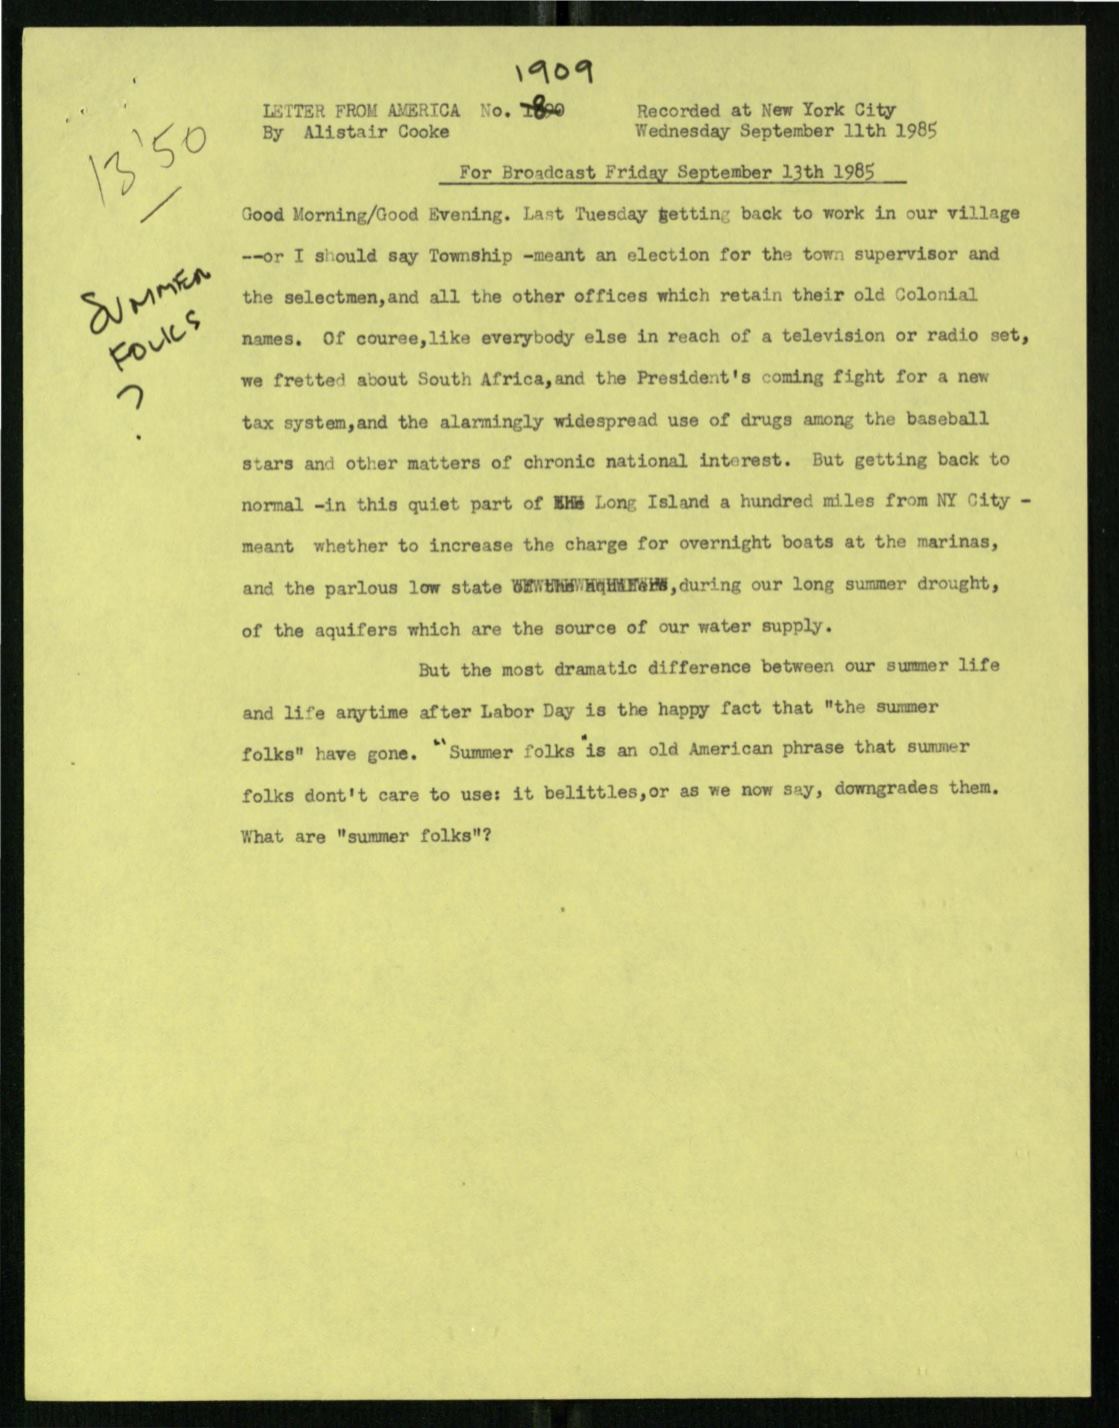 1909
LETTER FROM AMERICA No. 1890 Recorded at New York City
By Alistair Cooke Wednesday September 11th 1985
For Broadcast Friday September 13th 1985
13'50
SUMMER
FOLKS
?
Good Morning/Good Evening. Last Tuesday getting back to work in our village
--or I should say Township -meant an election for the town supervisor and
the selectmen,and all the other offices which retain their old Colonial
names. Of couree,like everybody else in reach of a television or radio set,
we fretted about South Africa,and the President's coming fight for a new
tax system,and the alarmingly widespread use of drugs among the baseball
stars and other matters of chronic national interest. But getting back to
normal -in this quiet part of Long Island a hundred miles from NY City -
meant whether to increase the charge for overnight boats at the marinas,
and the parlous low state of the aquifers,during our long summer drought,
of the aquifers which are the source of our water supply.
But the most dramatic difference between our summer life
and life anytime after Labor Day is the happy fact that "the summer
folks" have gone. "Summer folks" is an old American phrase that summer
folks dont't care to use: it belittles,or as we now say, downgrades them.
What are "summer folks"?